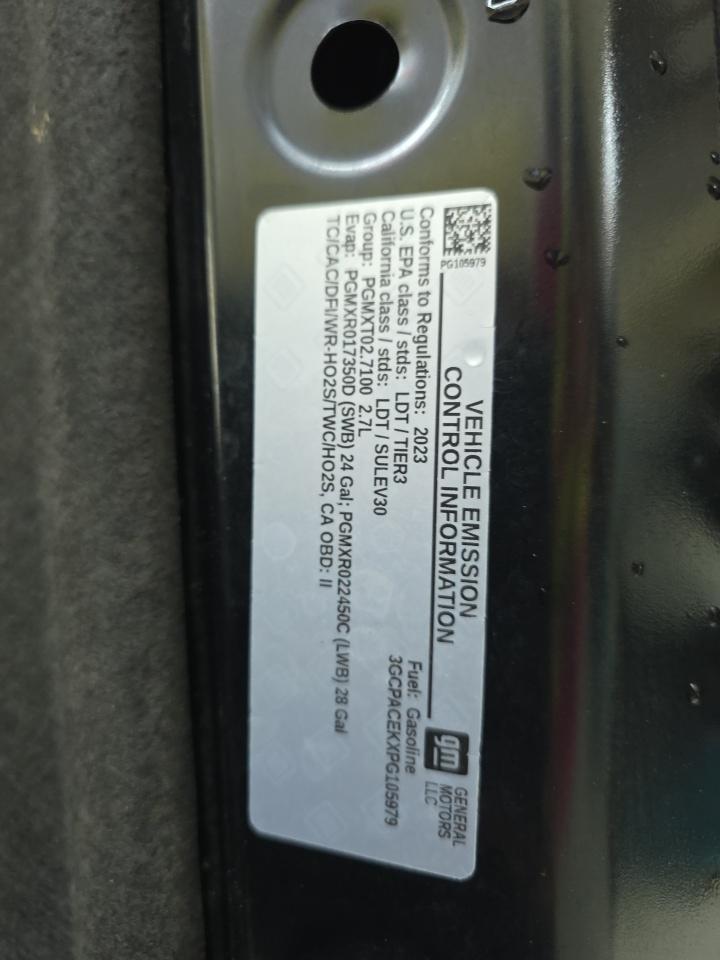 PG105979
VEHICLE EMISSION
CONTROL INFORMATION
gm
GENERAL
MOTORS
LLC
Conforms to Regulations: 2023
U.S. EPA class / stds: LDT / TIER3
California class / stds: LDT / SULEV30
Group: PGMXT02.7100 2.7L
Evap: PGMXR017350D (SWB) 24 Gal; PGMXR022450C (LWB) 28 Gal
TC/CAC/DFI/WR-HO2S/TWC/HO2S, CA OBD: II
Fuel: Gasoline
3GCPACEKXPG105979